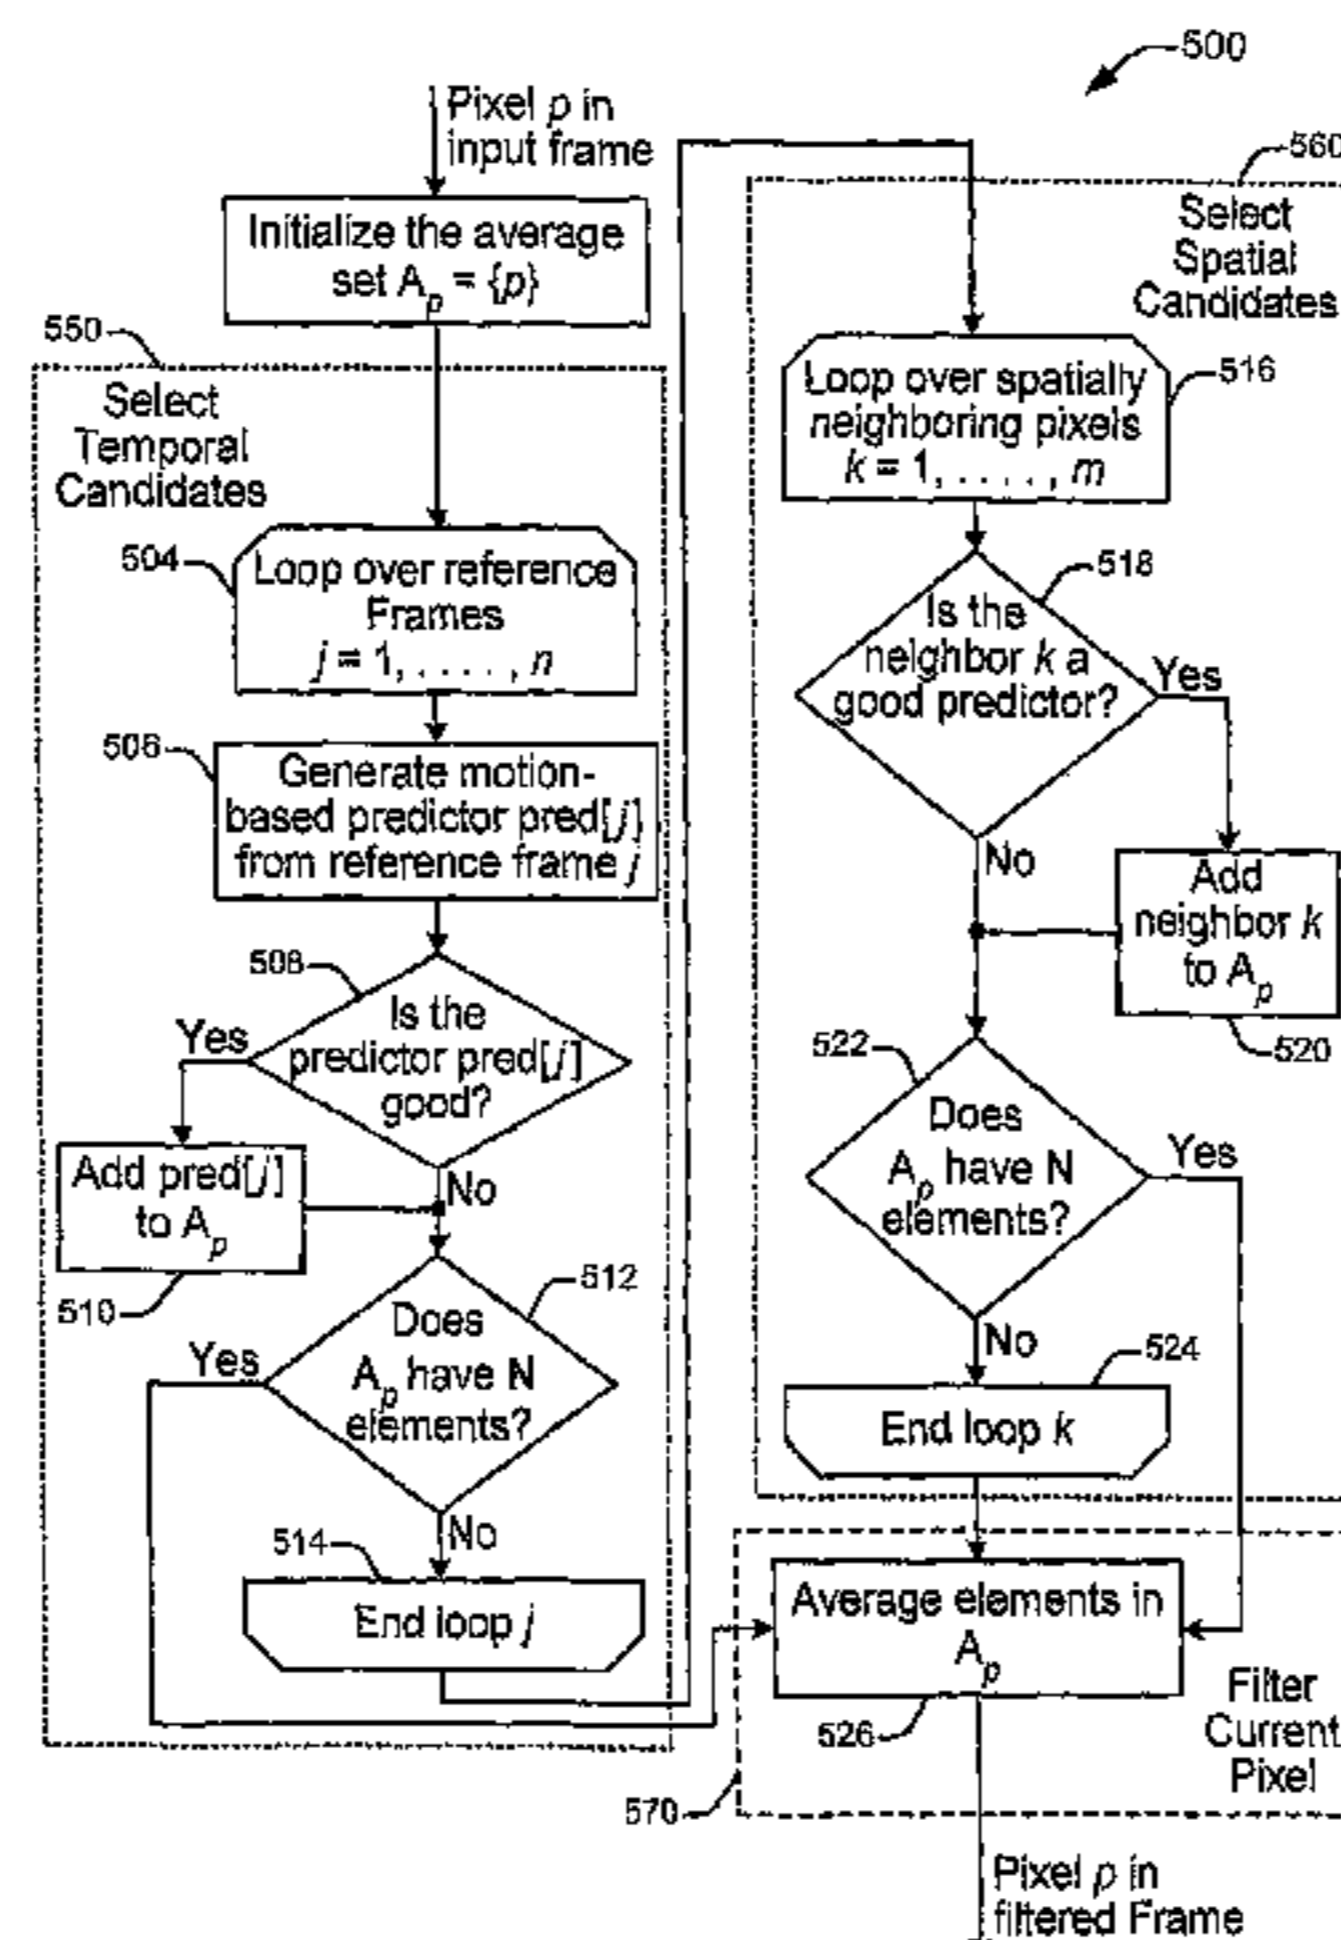 500
Pixel p in
input frame
Initialize the average
set Ap = {p}
550
Select
Temporal
Candidates
504
Loop over reference
Frames
j = 1, . . . . , n
506
Generate motion-
based predictor pred[j]
from reference frame j
508
Is the
predictor pred[j]
good?
Yes
No
Add pred[j]
to Ap
510
512
Does
Ap have N
elements?
Yes
No
514
End loop j
560
Select
Spatial
Candidates
Loop over spatially
neighboring pixels
k = 1, . . . . , m
516
518
Is the
neighbor k a
good predictor?
Yes
No
Add
neighbor k
to Ap
520
522
Does
Ap have N
elements?
Yes
No
524
End loop k
Average elements in
Ap
526
Filter
Current
Pixel
570
Pixel p in
filtered Frame